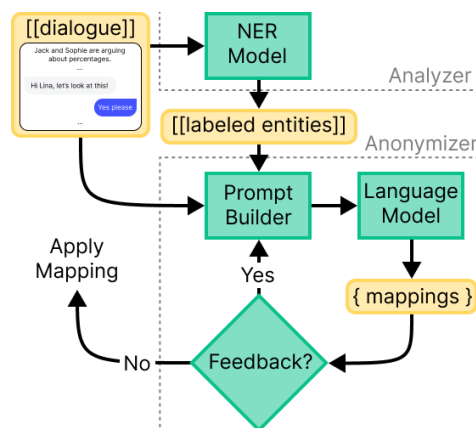 [[dialogue]]
Jack and Sophie are arguing
about percentages.
...
Hi Lina, let's look at this!
Yes please
...
NER
Model
Analyzer
[[labeled entities]]
Anonymizer
Prompt
Builder
Language
Model
Apply
Mapping
Yes
{ mappings }
No
Feedback?